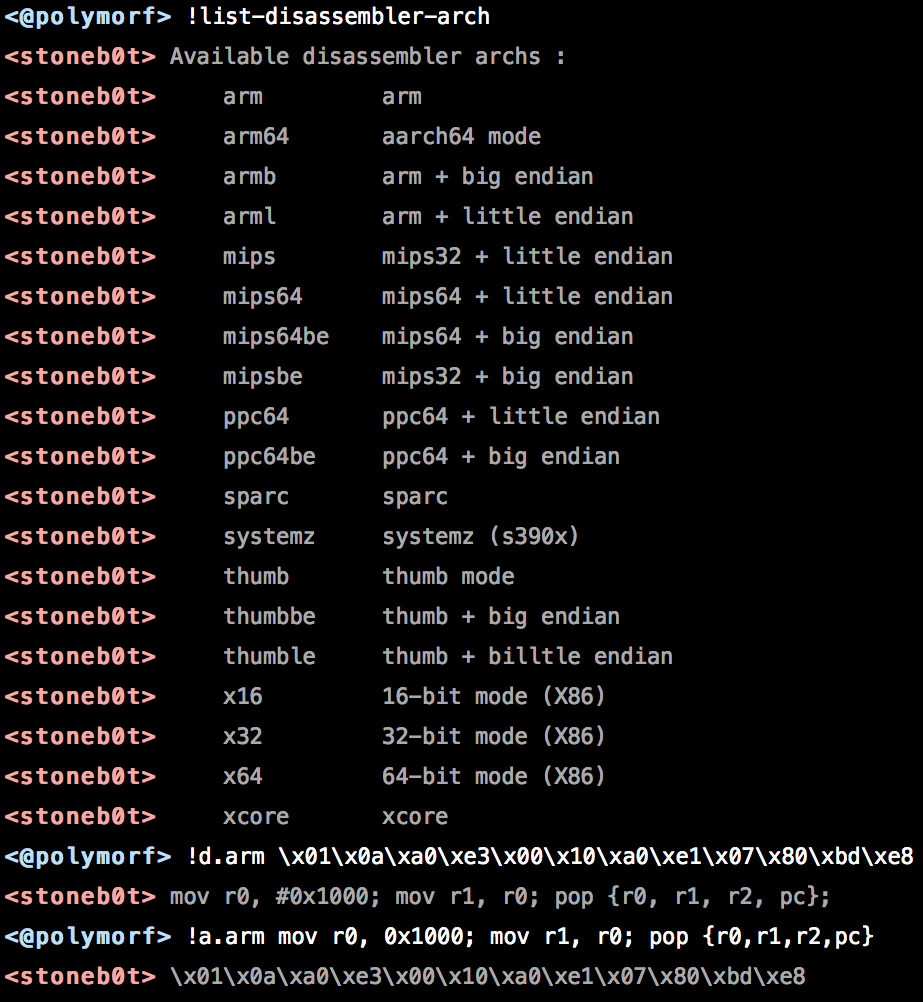 <@polymorf> !list-disassembler-arch
<stoneb0t> Available disassembler archs :
<stoneb0t>     arm         arm
<stoneb0t>     arm64       aarch64 mode
<stoneb0t>     armb        arm + big endian
<stoneb0t>     arml        arm + little endian
<stoneb0t>     mips        mips32 + little endian
<stoneb0t>     mips64      mips64 + little endian
<stoneb0t>     mips64be    mips64 + big endian
<stoneb0t>     mipsbe      mips32 + big endian
<stoneb0t>     ppc64       ppc64 + little endian
<stoneb0t>     ppc64be     ppc64 + big endian
<stoneb0t>     sparc       sparc
<stoneb0t>     systemz     systemz (s390x)
<stoneb0t>     thumb       thumb mode
<stoneb0t>     thumbbe     thumb + big endian
<stoneb0t>     thumble     thumb + billtle endian
<stoneb0t>     x16         16-bit mode (X86)
<stoneb0t>     x32         32-bit mode (X86)
<stoneb0t>     x64         64-bit mode (X86)
<stoneb0t>     xcore       xcore
<@polymorf> !d.arm \x01\x0a\xa0\xe3\x00\x10\xa0\xe1\x07\x80\xbd\xe8
<stoneb0t> mov r0, #0x1000; mov r1, r0; pop {r0, r1, r2, pc};
<@polymorf> !a.arm mov r0, 0x1000; mov r1, r0; pop {r0,r1,r2,pc}
<stoneb0t> \x01\x0a\xa0\xe3\x00\x10\xa0\xe1\x07\x80\xbd\xe8